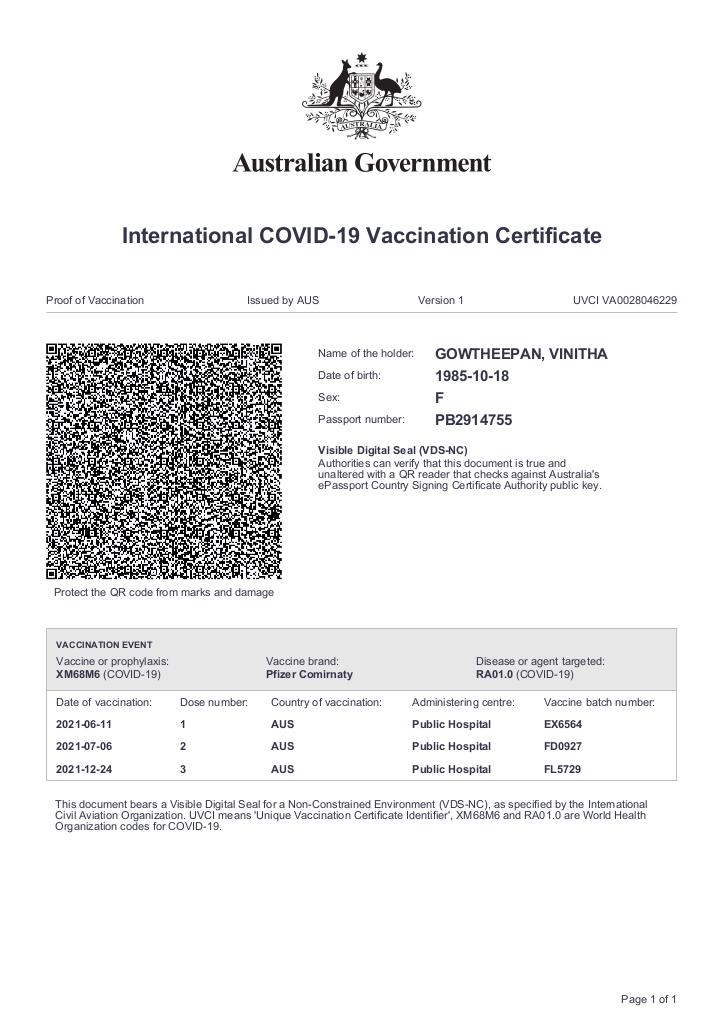 AUSTRALIA
Australian Government
International COVID-19 Vaccination Certificate
Proof of Vaccination Issued by AUS Version 1 UVCI VA0028046229
Name of the holder: GOWTHEEPAN, VINITHA
Date of birth: 1985-10-18
Sex: F
Passport number: PB2914755
Visible Digital Seal (VDS-NC)
Authorities can verify that this document is true and
unaltered with a QR reader that checks against Australia's
ePassport Country Signing Certificate Authority public key.
Protect the QR code from marks and damage
VACCINATION EVENT
Vaccine or prophylaxis: Vaccine brand: Disease or agent targeted:
XM68M6 (COVID-19) Pfizer Comirnaty RA01.0 (COVID-19)
Date of vaccination: Dose number: Country of vaccination: Administering centre: Vaccine batch number:
2021-06-11 1 AUS Public Hospital EX6564
2021-07-06 2 AUS Public Hospital FD0927
2021-12-24 3 AUS Public Hospital FL5729
This document bears a Visible Digital Seal for a Non-Constrained Environment (VDS-NC), as specified by the International
Civil Aviation Organization. UVCI means 'Unique Vaccination Certificate Identifier', XM68M6 and RA01.0 are World Health
Organization codes for COVID-19.
Page 1 of 1